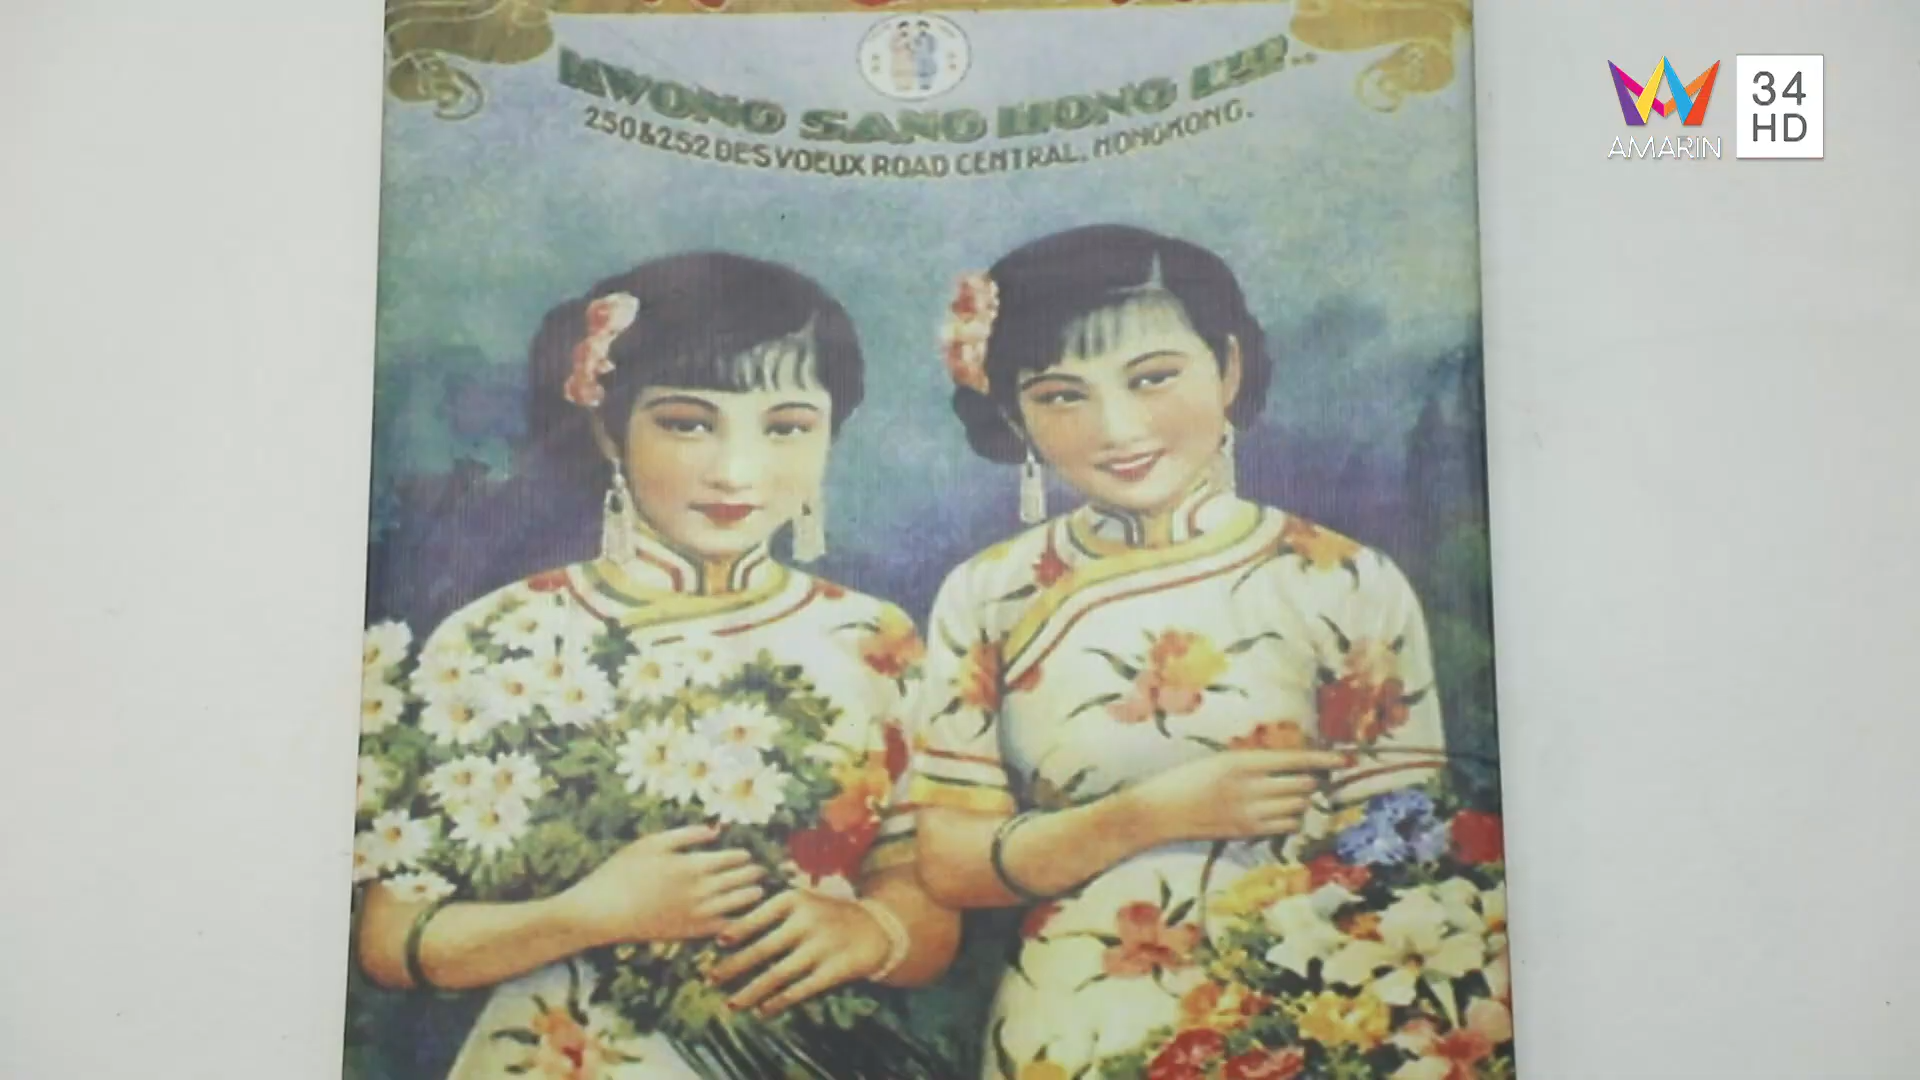 KWONG SANG HONG LTD..
250 & 252 DES VOEUX ROAD CENTRAL, HONGKONG.
AMARIN
34
HD